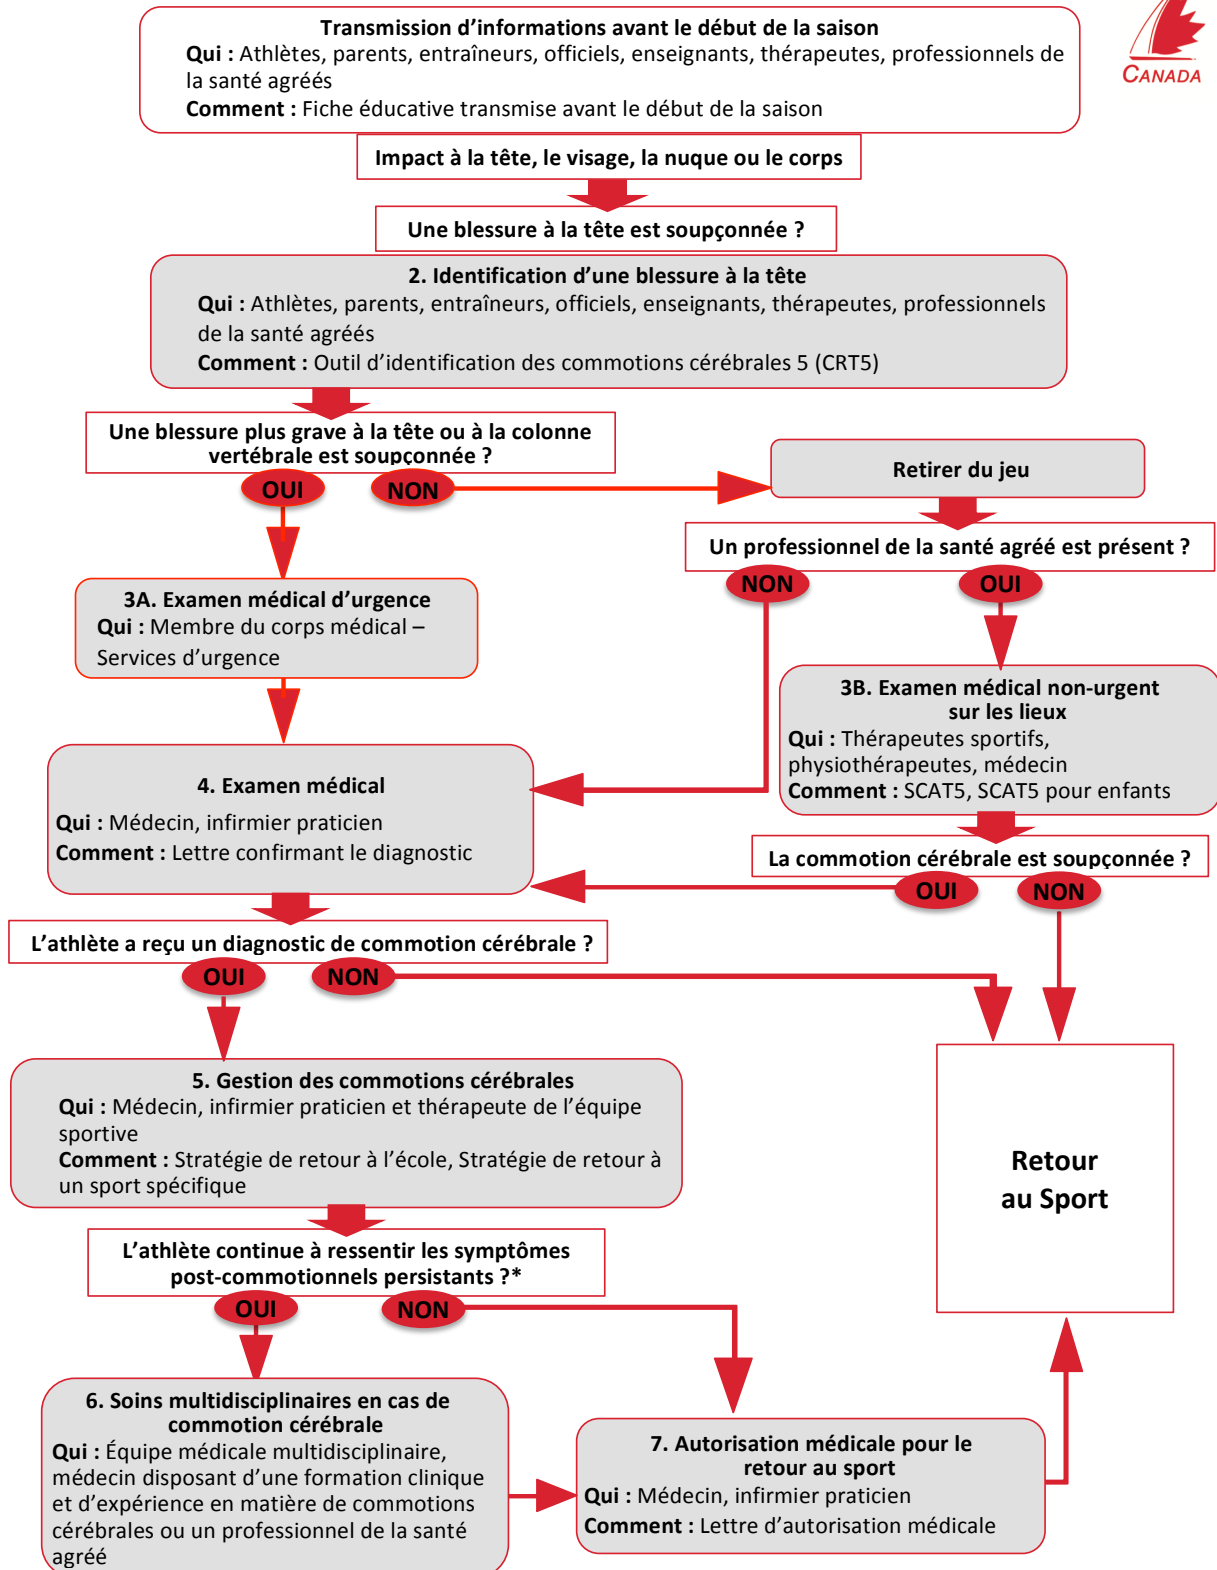 CANADA
Transmission d’informations avant le début de la saison
Qui : Athlètes, parents, entraîneurs, officiels, enseignants, thérapeutes, professionnels de
la santé agréés
Comment : Fiche éducative transmise avant le début de la saison
Impact à la tête, le visage, la nuque ou le corps
Une blessure à la tête est soupçonnée ?
2. Identification d’une blessure à la tête
Qui : Athlètes, parents, entraîneurs, officiels, enseignants, thérapeutes, professionnels
de la santé agréés
Comment : Outil d’identification des commotions cérébrales 5 (CRT5)
Une blessure plus grave à la tête ou à la colonne
vertébrale est soupçonnée ?
OUI
NON
Retirer du jeu
Un professionnel de la santé agréé est présent ?
NON
OUI
3A. Examen médical d’urgence
Qui : Membre du corps médical –
Services d’urgence
3B. Examen médical non-urgent
sur les lieux
Qui : Thérapeutes sportifs,
physiothérapeutes, médecin
Comment : SCAT5, SCAT5 pour enfants
4. Examen médical
Qui : Médecin, infirmier praticien
Comment : Lettre confirmant le diagnostic
La commotion cérébrale est soupçonnée ?
OUI
NON
L’athlète a reçu un diagnostic de commotion cérébrale ?
OUI
NON
5. Gestion des commotions cérébrales
Qui : Médecin, infirmier praticien et thérapeute de l’équipe
sportive
Comment : Stratégie de retour à l’école, Stratégie de retour à
un sport spécifique
Retour
au Sport
L’athlète continue à ressentir les symptômes
post-commotionnels persistants ?*
OUI
NON
6. Soins multidisciplinaires en cas de
commotion cérébrale
Qui : Équipe médicale multidisciplinaire,
médecin disposant d’une formation clinique
et d’expérience en matière de commotions
cérébrales ou un professionnel de la santé
agréé
7. Autorisation médicale pour le
retour au sport
Qui : Médecin, infirmier praticien
Comment : Lettre d’autorisation médicale